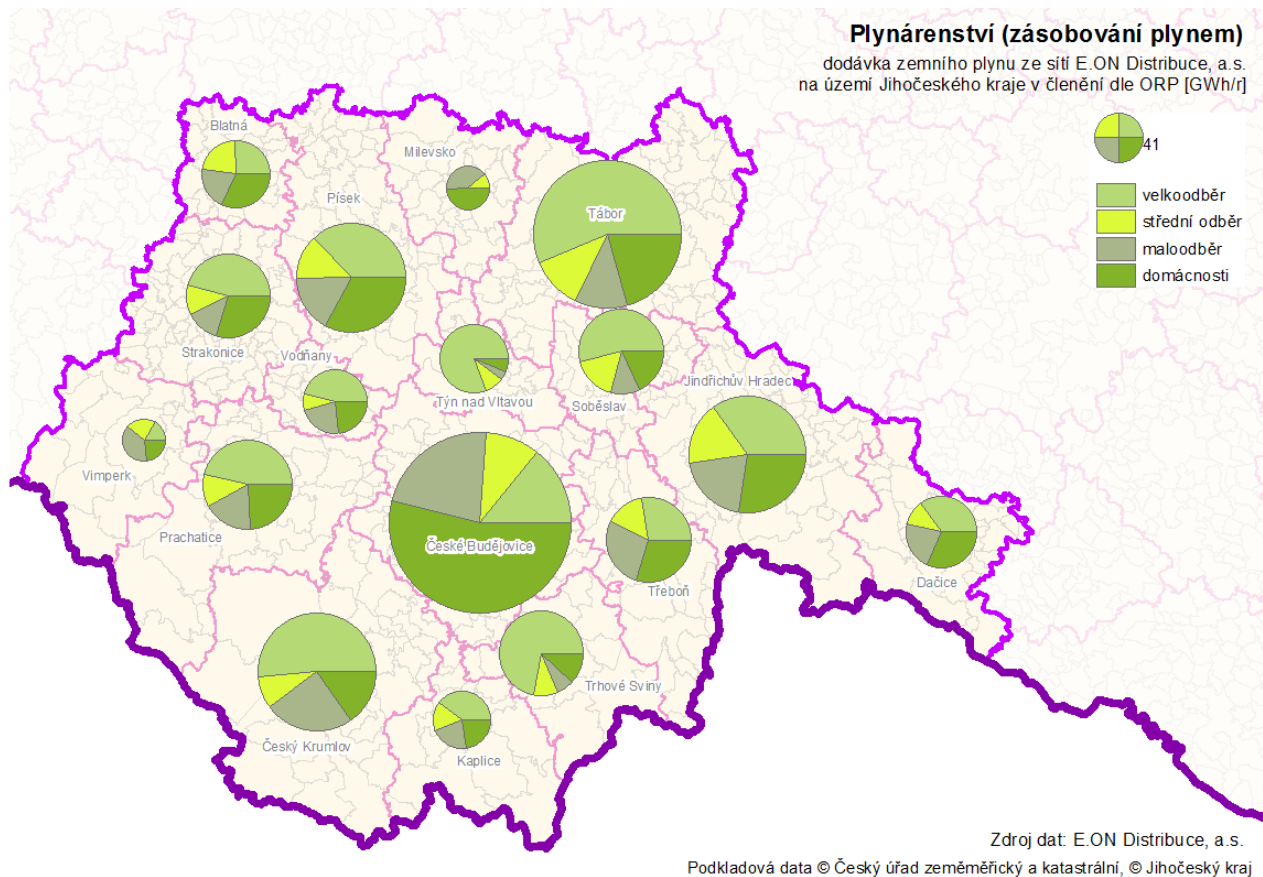 Plynárenství (zásobování plynem)
dodávka zemního plynu ze sítí E.ON Distribuce, a.s.
na území Jihočeského kraje v členění dle ORP [GWh/r]
41
velkoodběr
střední odběr
maloodběr
domácnosti
Blatná
Milevsko
Písek
Tábor
Strakonice
Vodňany
Týn nad Vltavou
Soběslav
Jindřichův Hradec
Vimperk
Prachatice
České Budějovice
Třeboň
Dačice
Trhové Sviny
Český Krumlov
Kaplice
Zdroj dat: E.ON Distribuce, a.s.
Podkladová data © Český úřad zeměměřický a katastrální, © Jihočeský kraj